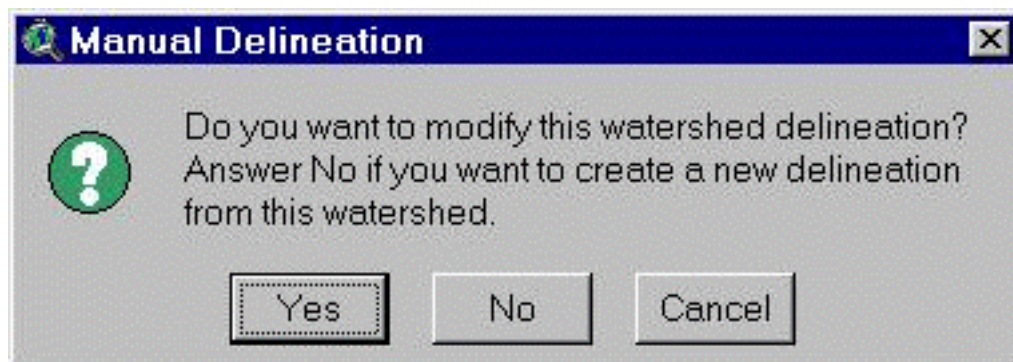 Manual Delineation
Do you want to modify this watershed delineation?
Answer No if you want to create a new delineation
from this watershed.
Yes No Cancel